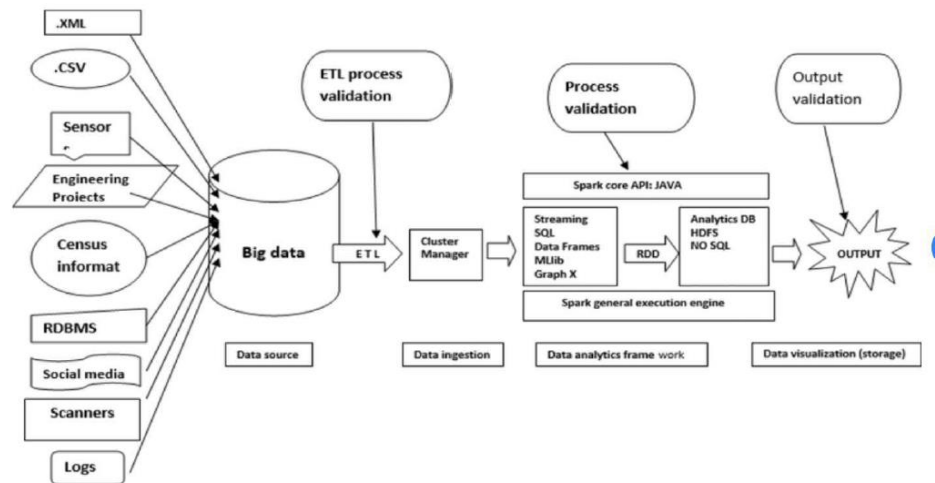 .XML
.CSV
Sensor
Engineering
Projects
Census
informat
RDBMS
Social media
Scanners
Logs
Big data
Data source
ETL process
validation
E T L
Cluster
Manager
Data ingestion
Process
validation
Spark core API: JAVA
Streaming
SQL
Data Frames
MLlib
Graph X
RDD
Analytics DB
HDFS
NO SQL
Spark general execution engine
Data analytics frame work
Output
validation
OUTPUT
Data visualization (storage)